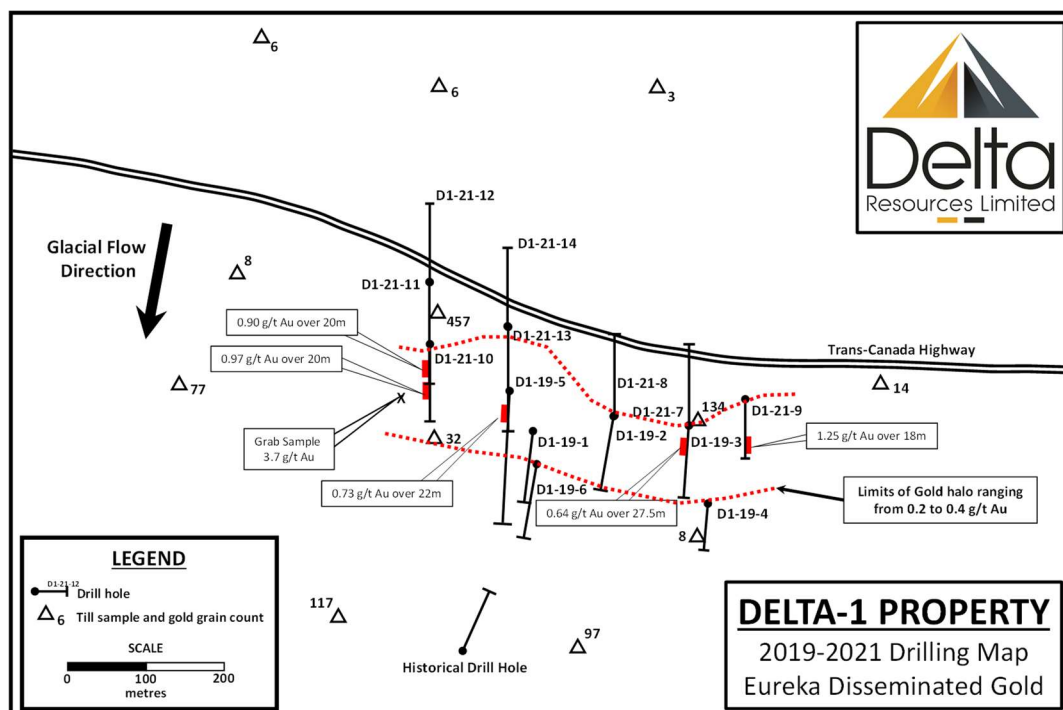 6
6
3
Delta
Resources Limited
D1-21-12
Glacial Flow
Direction
D1-21-14
8
D1-21-11
457
0.90 g/t Au over 20m
D1-21-13
Trans-Canada Highway
0.97 g/t Au over 20m
D1-21-10
77
X
D1-19-5
D1-21-8
14
D1-21-7
134
D1-21-9
Grab Sample
3.7 g/t Au
32
D1-19-1
D1-19-2
D1-19-3
1.25 g/t Au over 18m
0.73 g/t Au over 22m
D1-19-6
0.64 g/t Au over 27.5m
D1-19-4
Limits of Gold halo ranging
from 0.2 to 0.4 g/t Au
8
LEGEND
D1-21-12
Drill hole
6
Till sample and gold grain count
SCALE
0
100
200
metres
117
97
Historical Drill Hole
DELTA-1 PROPERTY
2019-2021 Drilling Map
Eureka Disseminated Gold